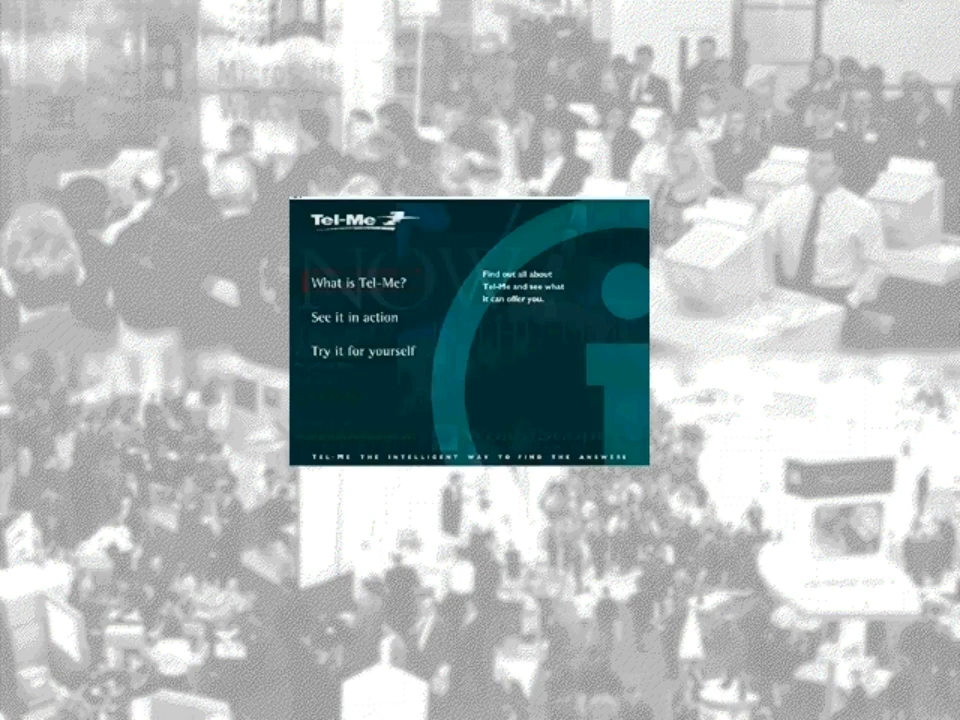 Tel-Me
What is Tel-Me?
See it in action
Try it for yourself
Find out all about
Tel-Me and see what
it can offer you.
TEL-ME THE INTELLIGENT WAY TO FIND THE ANSWERS